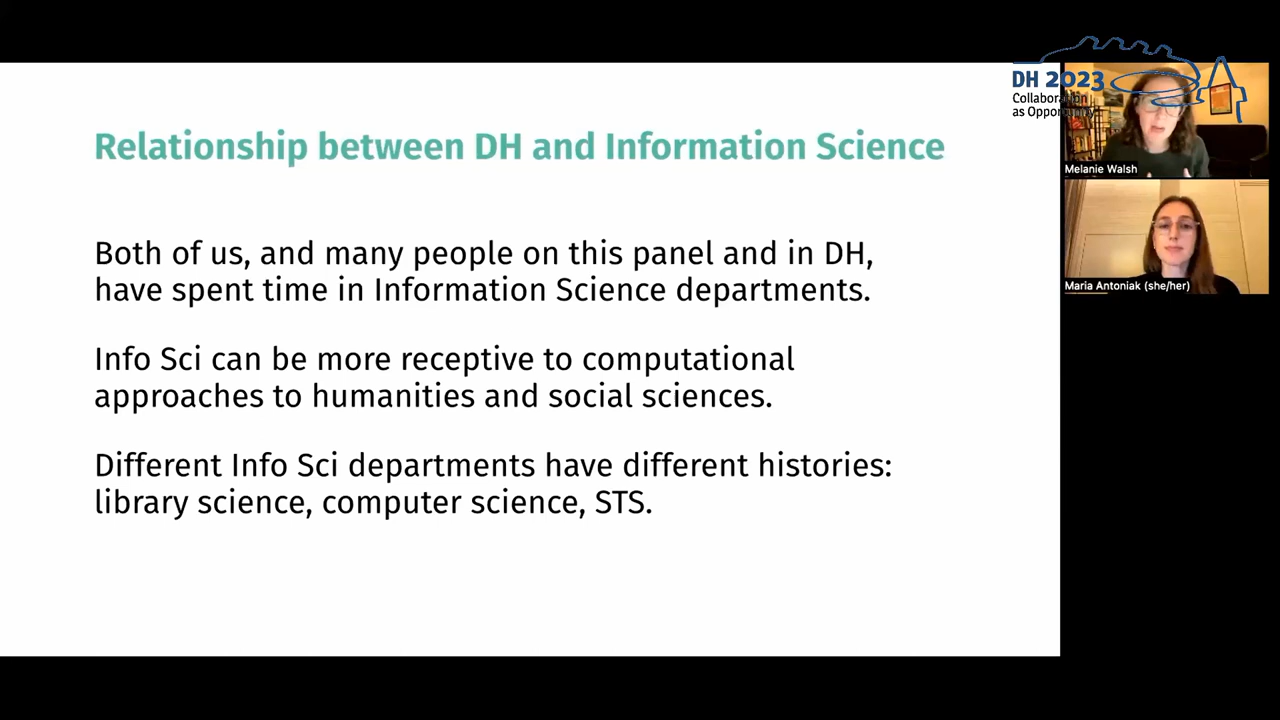 Relationship between DH and Information Science
Both of us, and many people on this panel and in DH,
have spent time in Information Science departments.
Info Sci can be more receptive to computational
approaches to humanities and social sciences.
Different Info Sci departments have different histories:
library science, computer science, STS.
DH 2023
Collaboration
as Opportunity
Melanie Walsh
Maria Antoniak (she/her)